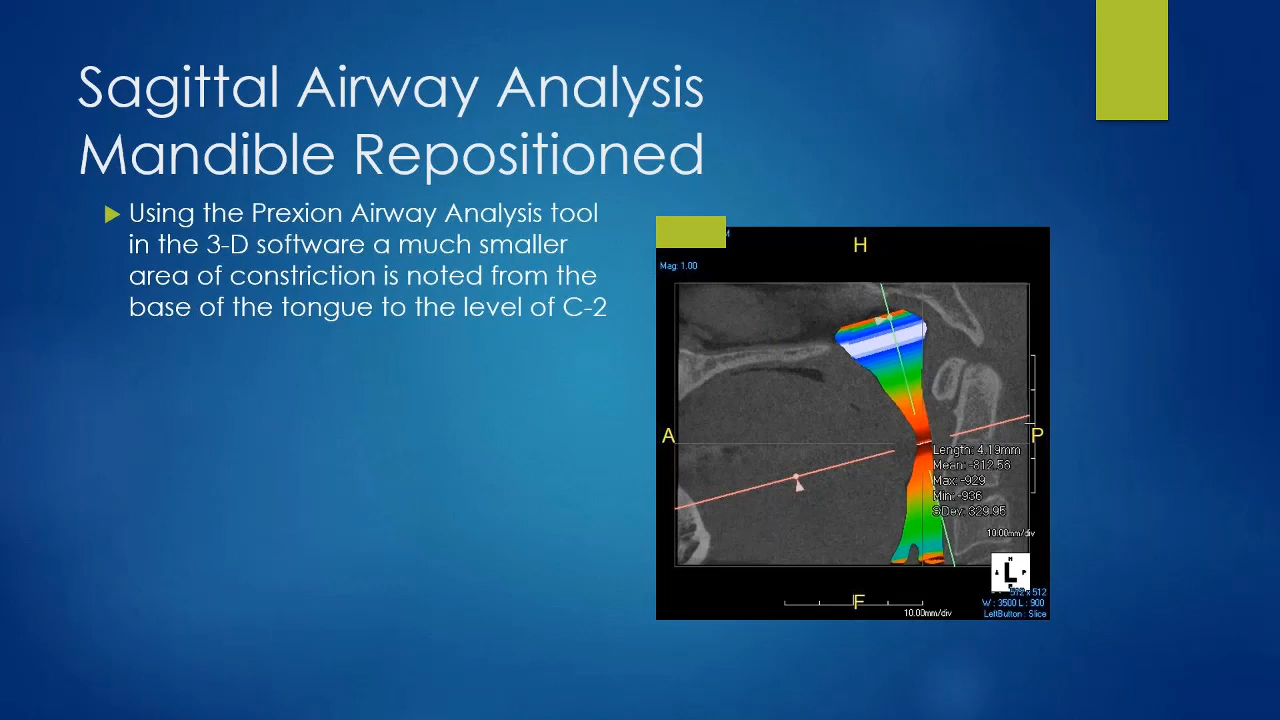 Sagittal Airway Analysis
Mandible Repositioned
Using the Prexion Airway Analysis tool
in the 3-D software a much smaller
area of constriction is noted from the
base of the tongue to the level of C-2
M
H
Mag: 1.00
A
P
Length: 4.19mm
Mean: -812.56
Max: -929
Min: -936
SDev: 329.95
10.00mm/div
H
A L P
F
10.00mm/div
572 x 512
W : 3500 L : 900
LeftButton : Slice